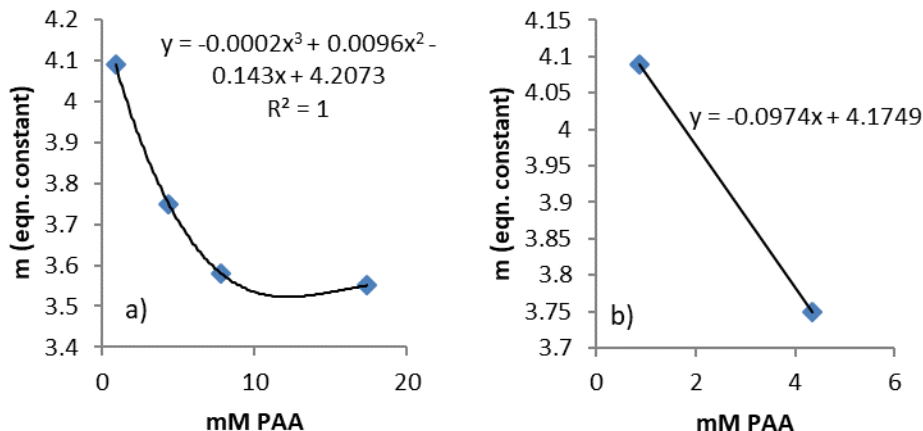 4.2
4.1
4
3.9
3.8
3.7
3.6
3.5
3.4
0
10
20
m (eqn. constant)
mM PAA
y = -0.0002x³ + 0.0096x² -
0.143x + 4.2073
R² = 1
a)
4.15
4.1
4.05
4
3.95
3.9
3.85
3.8
3.75
3.7
0
2
4
6
m (eqn. constant)
mM PAA
y = -0.0974x + 4.1749
b)